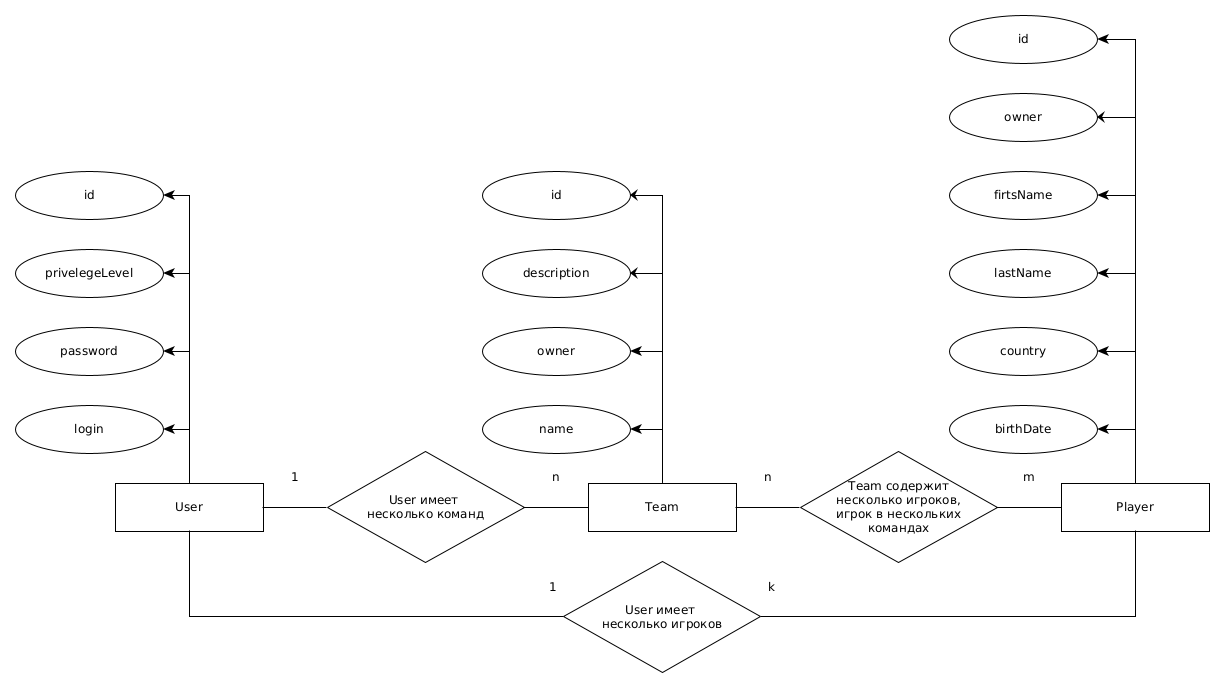 id
owner
id
id
firtsName
privelegeLevel
description
lastName
password
owner
country
login
name
birthDate
1
n
n
m
User
User имеет
несколько команд
Team
Team содержит
несколько игроков,
игрок в нескольких
командах
Player
1
k
User имеет
несколько игроков